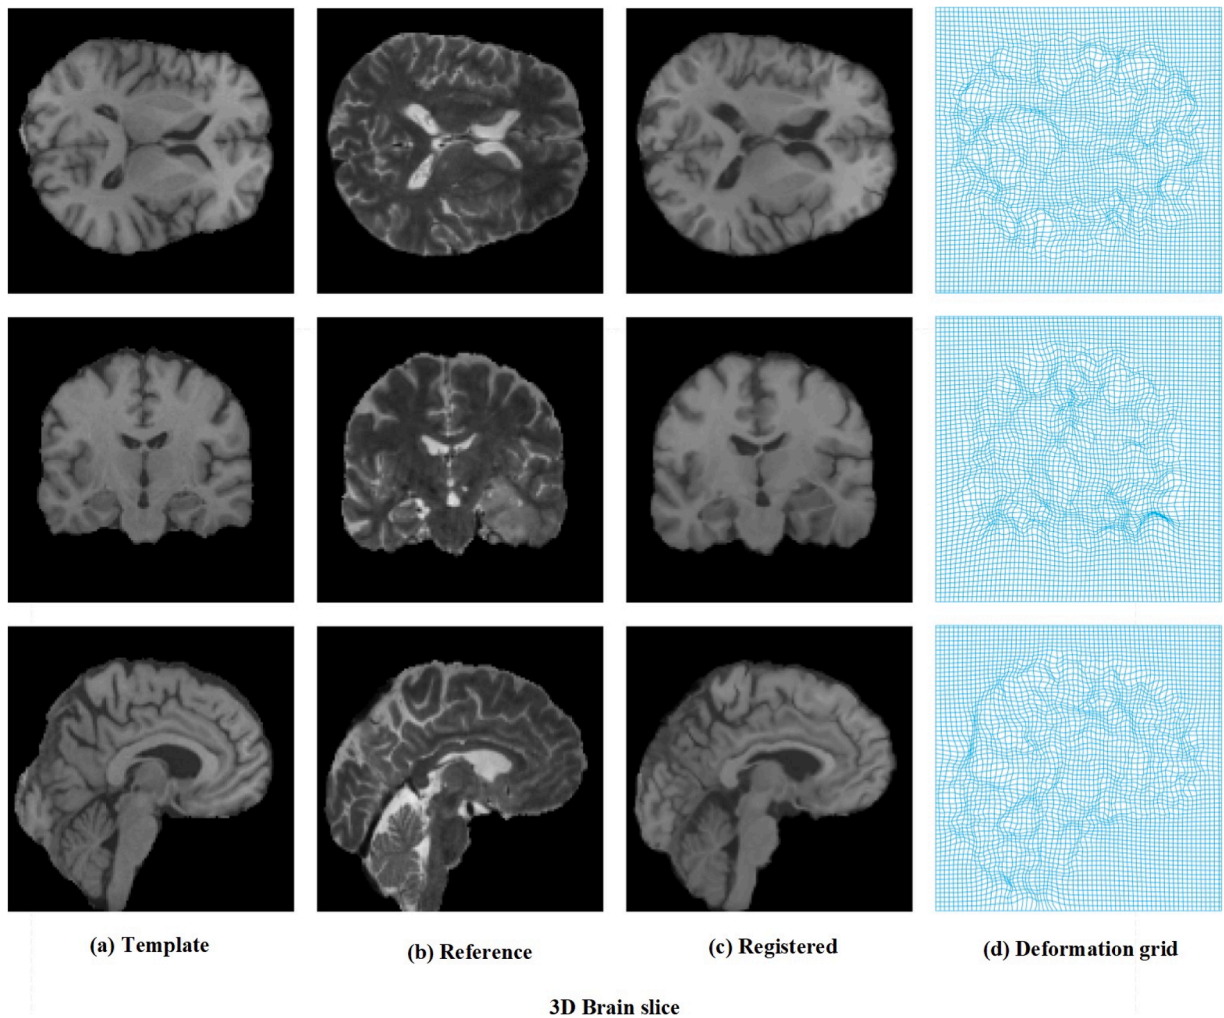 (a) Template
(b) Reference
(c) Registered
(d) Deformation grid
3D Brain slice